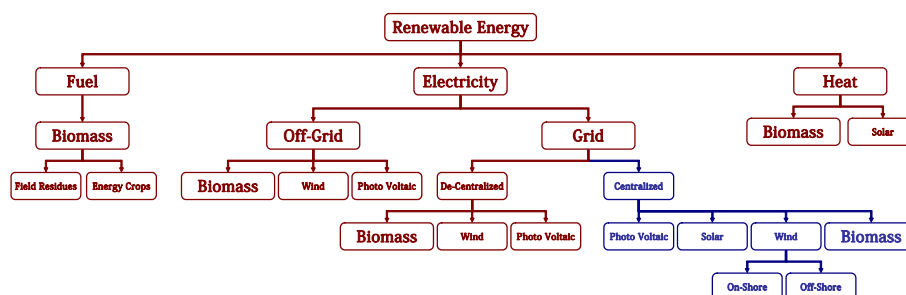 Renewable Energy
Fuel
Electricity
Heat
Biomass
Off-Grid
Grid
Biomass
Solar
Field Residues
Energy Crops
Biomass
Wind
Photo Voltaic
De-Centralized
Centralized
Biomass
Wind
Photo Voltaic
Photo Voltaic
Solar
Wind
Biomass
On-Shore
Off-Shore